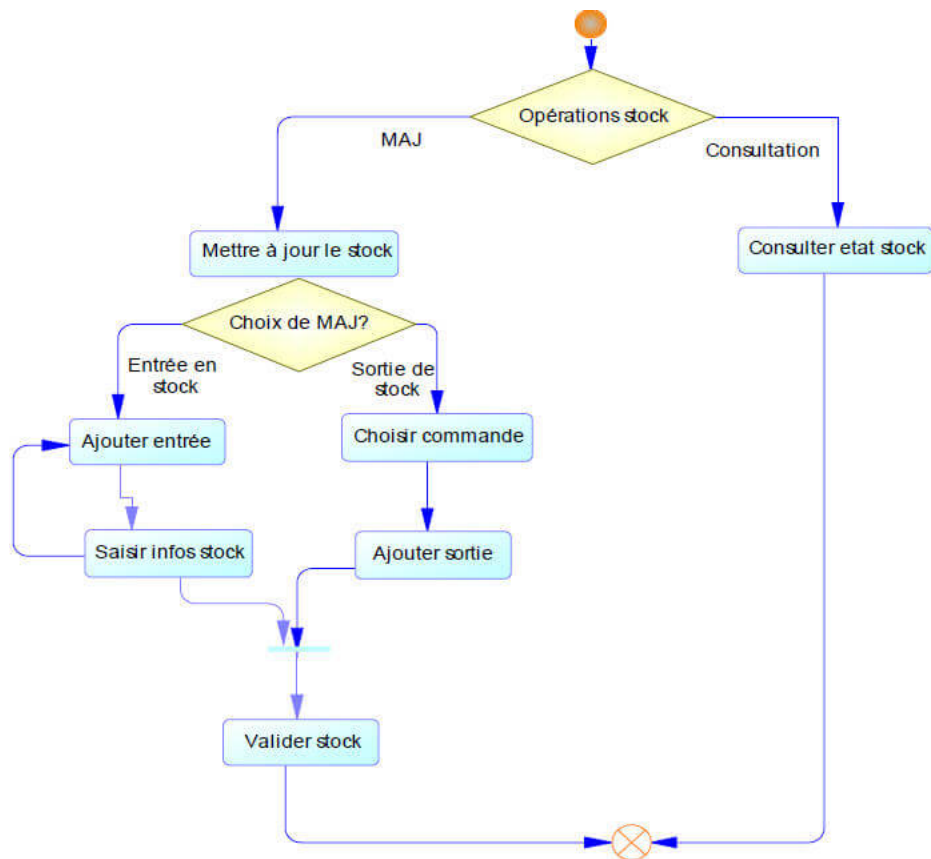 Opérations stock
MAJ
Consultation
Mettre à jour le stock
Consulter etat stock
Choix de MAJ?
Entrée en
stock
Sortie de
stock
Ajouter entrée
Choisir commande
Saisir infos stock
Ajouter sortie
Valider stock